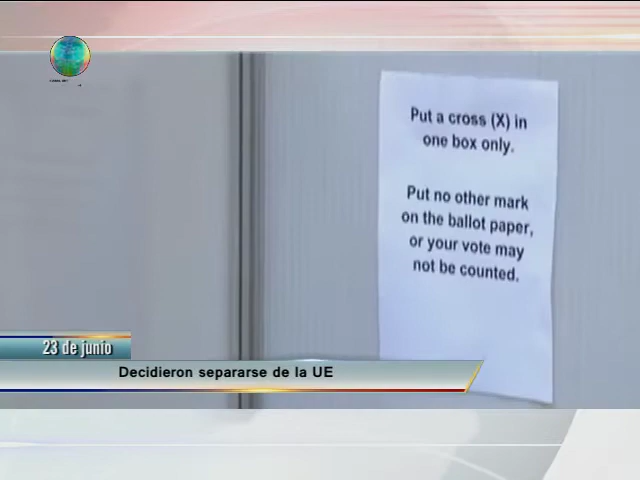 Put a cross (X) in
one box only.
Put no other mark
on the ballot paper,
or your vote may
not be counted.
23 de junio
Decidieron separarse de la UE